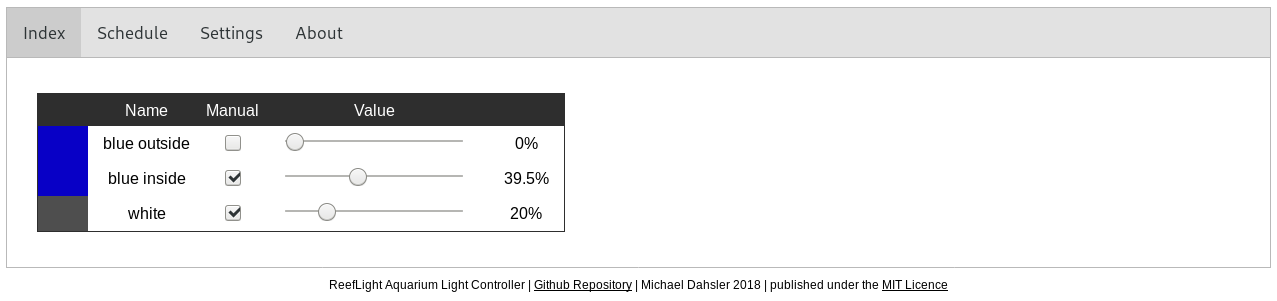 Index Schedule Settings About
Name Manual Value
blue outside 0%
blue inside 39.5%
white 20%
ReefLight Aquarium Light Controller | Github Repository | Michael Dahsler 2018 | published under the MIT Licence